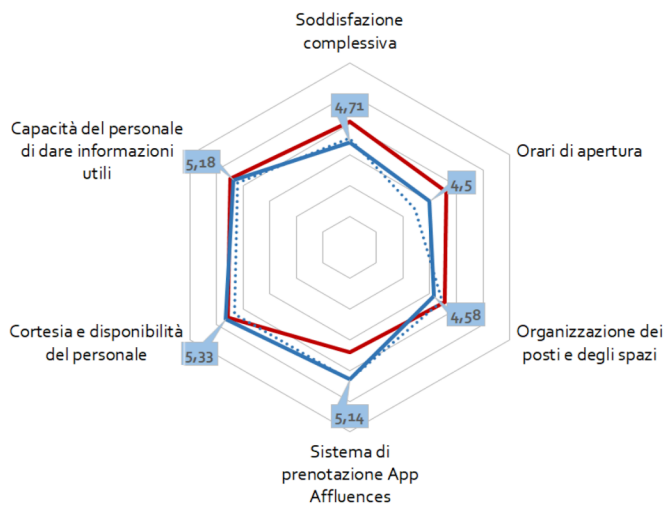 Soddisfazione
complessiva
4,71
Capacità del personale
di dare informazioni
utili
5,18
Orari di apertura
4,5
Cortesia e disponibilità
del personale
5,33
4,58
Organizzazione dei
posti e degli spazi
5,14
Sistema di
prenotazione App
Affluences